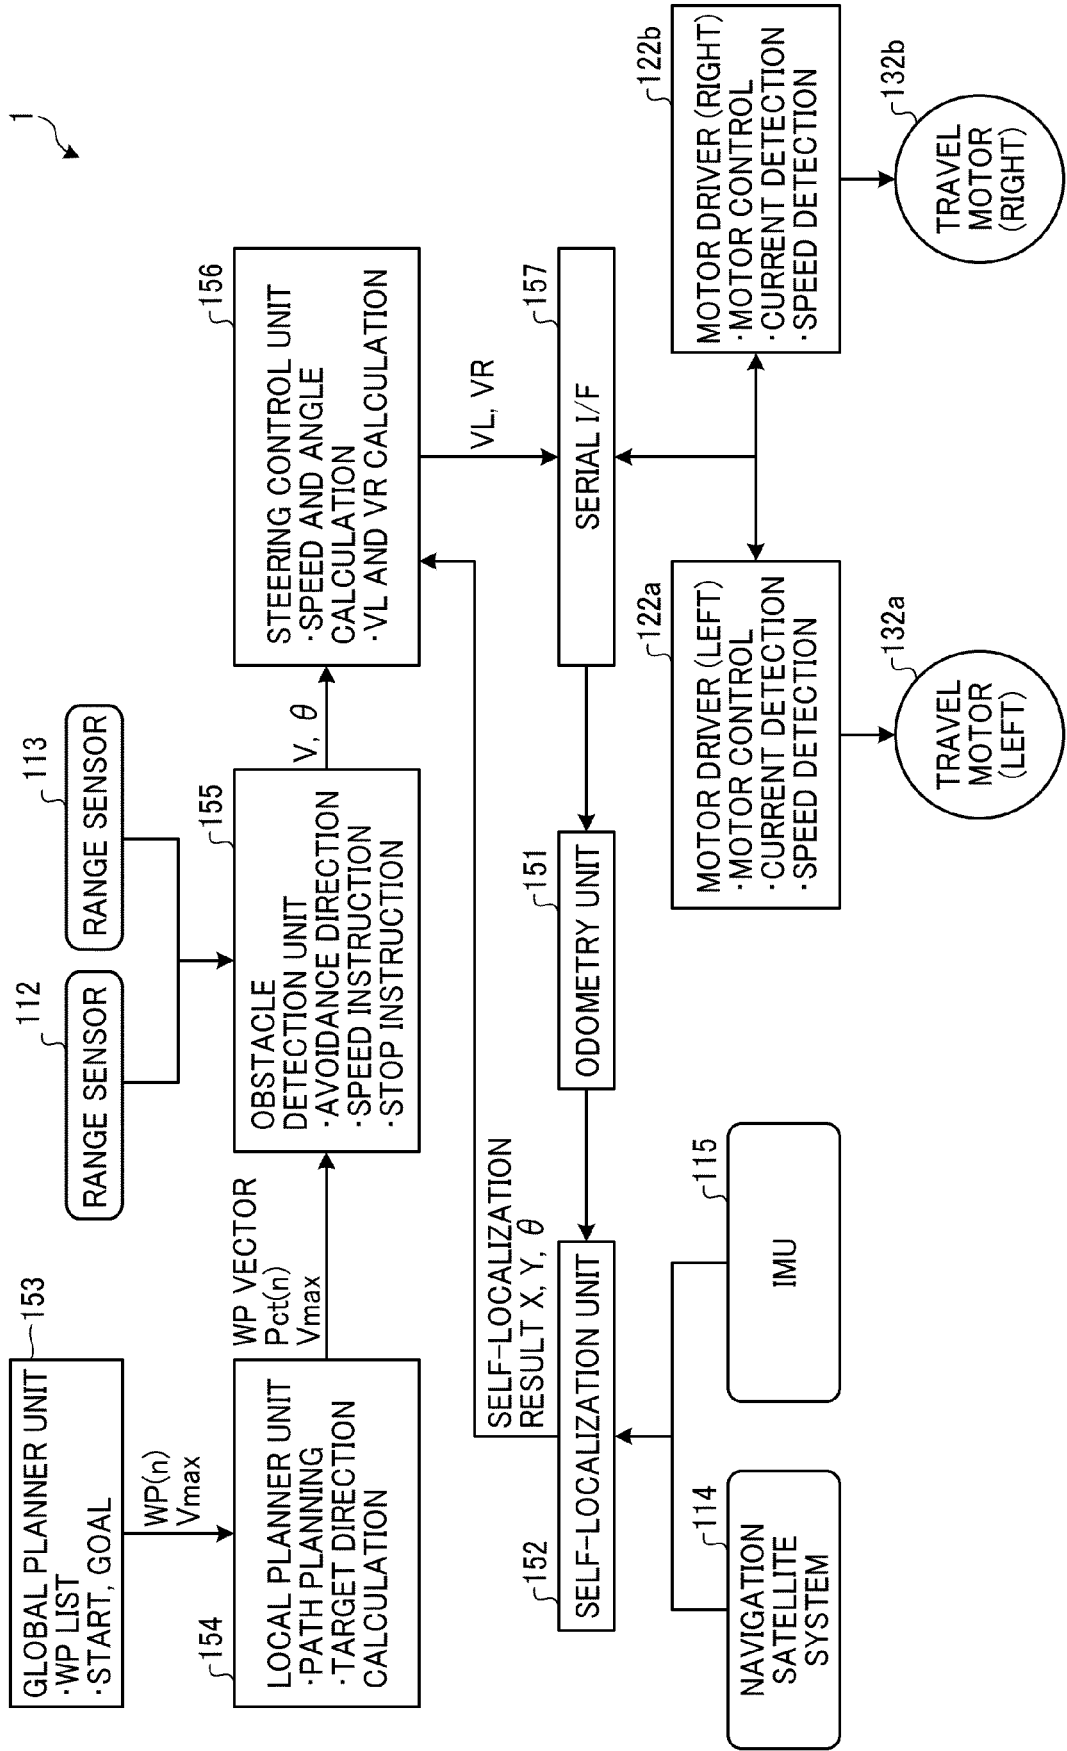 1
GLOBAL PLANNER UNIT
·WP LIST
·START, GOAL
153
WP(n)
Vmax
LOCAL PLANNER UNIT
·PATH PLANNING
·TARGET DIRECTION
CALCULATION
154
WP VECTOR
Pct(n)
Vmax
RANGE SENSOR
112
RANGE SENSOR
113
OBSTACLE
DETECTION UNIT
·AVOIDANCE DIRECTION
·SPEED INSTRUCTION
·STOP INSTRUCTION
155
V, θ
STEERING CONTROL UNIT
·SPEED AND ANGLE
CALCULATION
·VL AND VR CALCULATION
156
VL, VR
SELF-LOCALIZATION
RESULT X, Y, θ
SELF-LOCALIZATION UNIT
152
ODOMETRY UNIT
151
SERIAL I/F
157
NAVIGATION
SATELLITE
SYSTEM
114
IMU
115
MOTOR DRIVER (LEFT)
·MOTOR CONTROL
·CURRENT DETECTION
·SPEED DETECTION
122a
MOTOR DRIVER (RIGHT)
·MOTOR CONTROL
·CURRENT DETECTION
·SPEED DETECTION
122b
TRAVEL
MOTOR
(LEFT)
132a
TRAVEL
MOTOR
(RIGHT)
132b